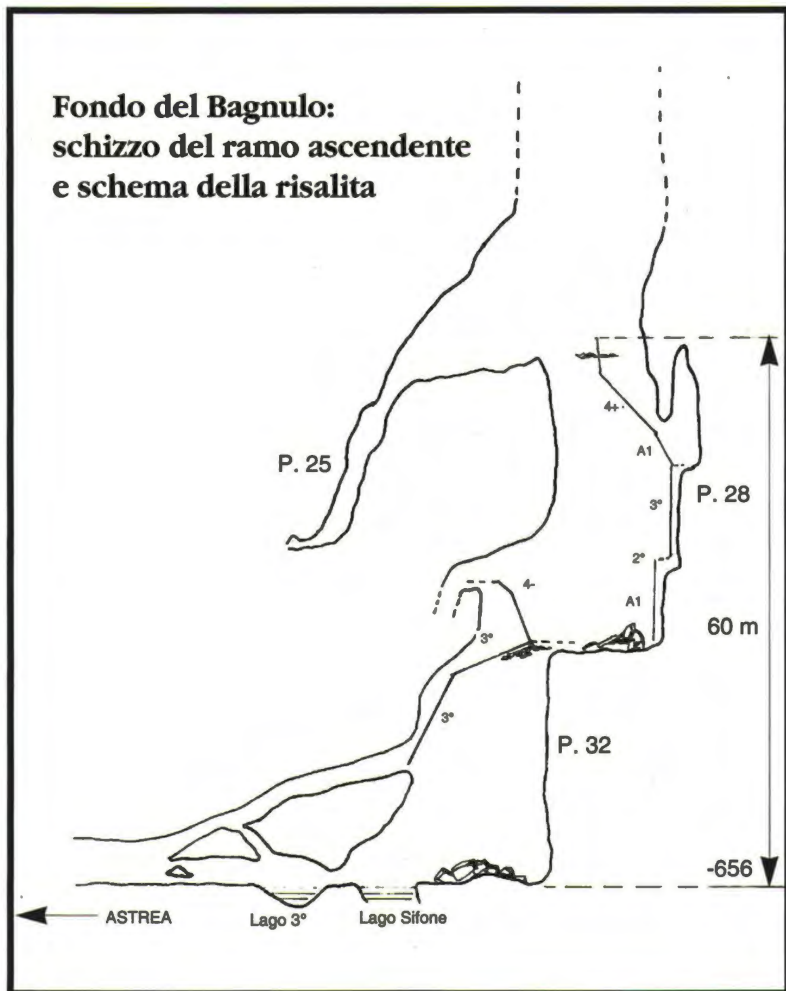 Fondo del Bagnulo:
schizzo del ramo ascendente
e schema della risalita
P. 25
4+
A1
P. 28
3°
2°
4-
A1
60 m
3°
3°
P. 32
-656
ASTREA
Lago 3°
Lago Sifone